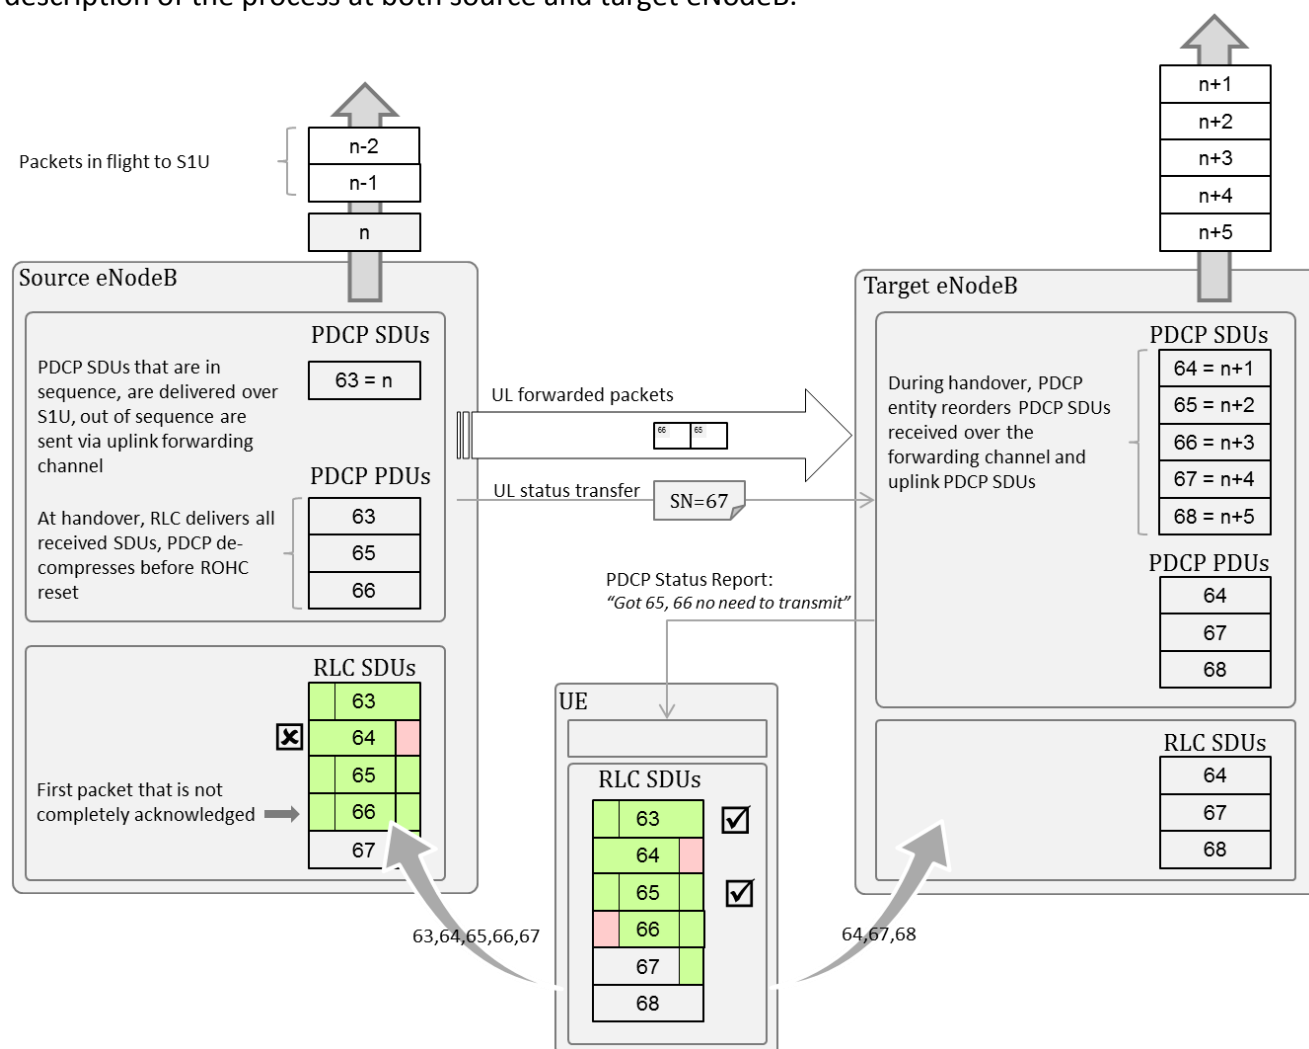 description of the process at both source and target eNodeB.
Packets in flight to S1U
n-2
n-1
n
n+1
n+2
n+3
n+4
n+5
Source eNodeB
PDCP SDUs
PDCP SDUs that are in
sequence, are delivered over
S1U, out of sequence are
sent via uplink forwarding
channel
63 = n
PDCP PDUs
At handover, RLC delivers all
received SDUs, PDCP de-
compresses before ROHC
reset
63
65
66
RLC SDUs
63
64
65
66
67
First packet that is not
completely acknowledged
UL forwarded packets
66 65
UL status transfer
SN=67
PDCP Status Report:
"Got 65, 66 no need to transmit"
Target eNodeB
PDCP SDUs
During handover, PDCP
entity reorders PDCP SDUs
received over the
forwarding channel and
uplink PDCP SDUs
64 = n+1
65 = n+2
66 = n+3
67 = n+4
68 = n+5
PDCP PDUs
64
67
68
RLC SDUs
64
67
68
UE
RLC SDUs
63
64
65
66
67
68
63,64,65,66,67
64,67,68